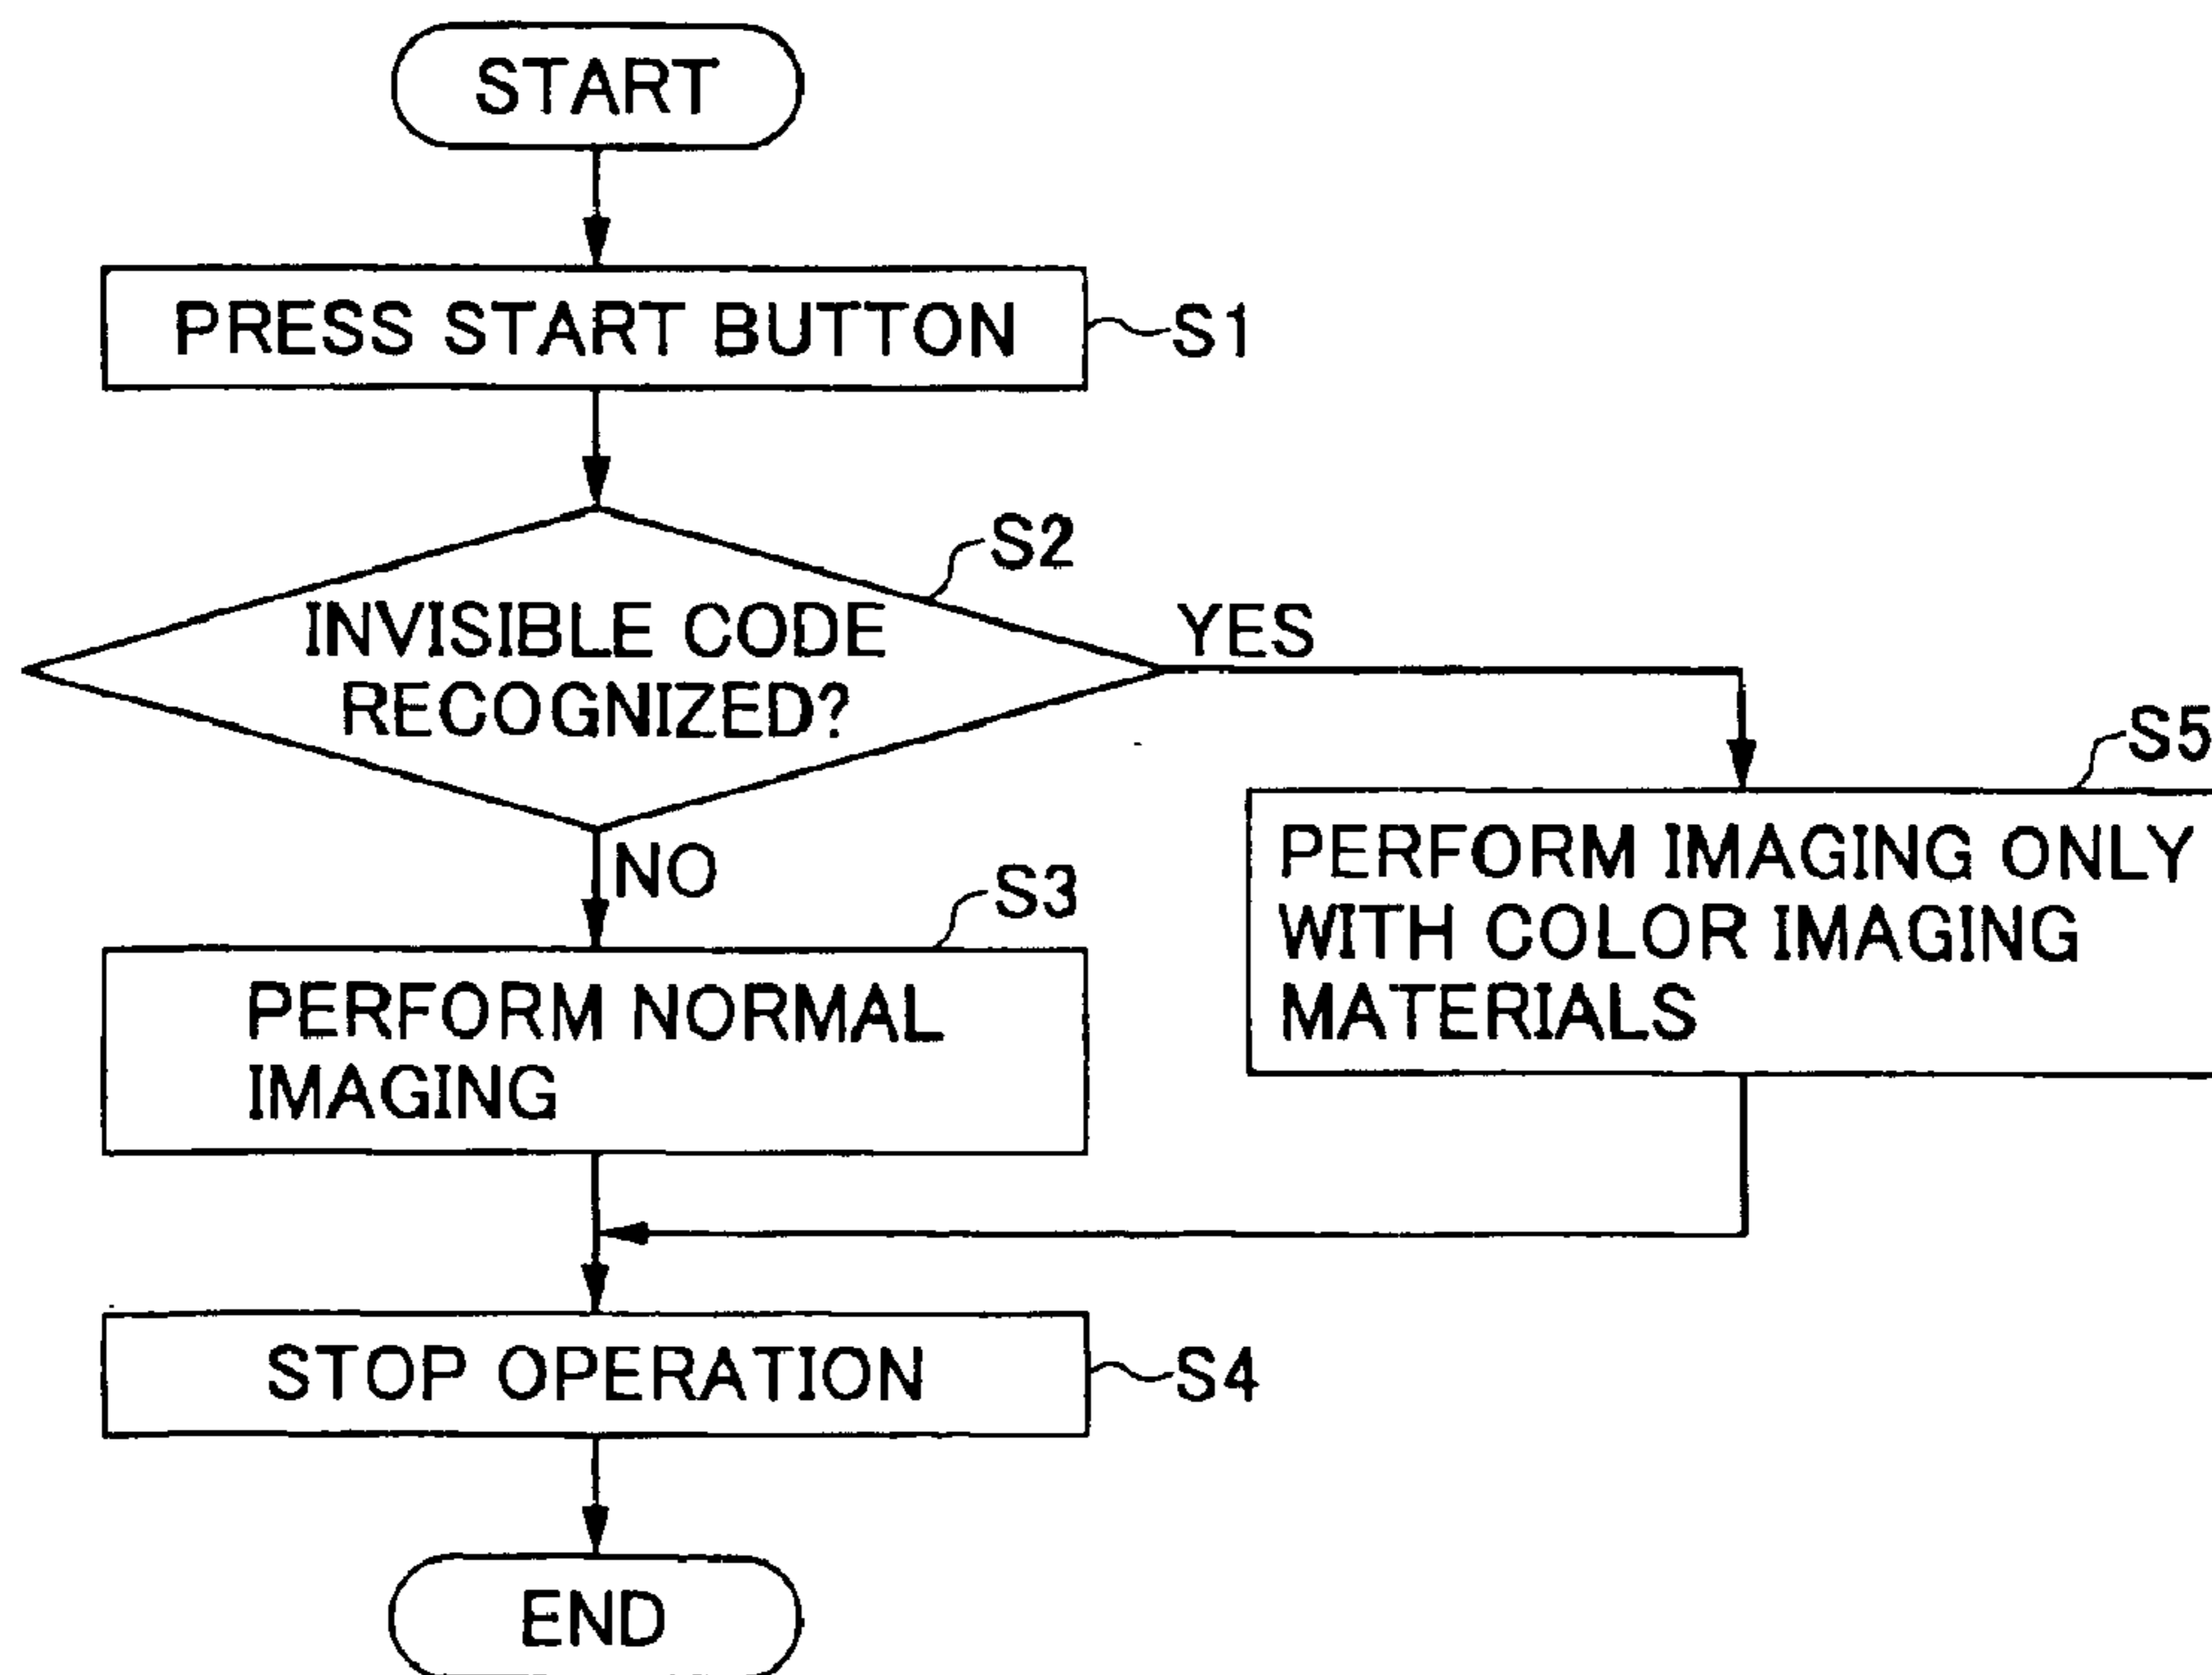 START
PRESS START BUTTON
S1
S2
INVISIBLE CODE
RECOGNIZED?
YES
NO
S5
PERFORM IMAGING ONLY
WITH COLOR IMAGING
MATERIALS
S3
PERFORM NORMAL
IMAGING
STOP OPERATION
S4
END